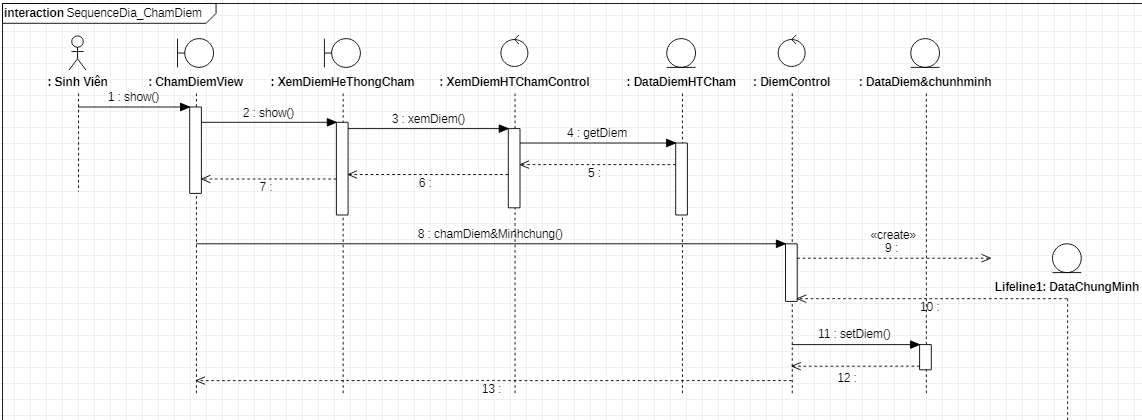 interaction SequenceDia_ChamDiem
: Sinh Viên
: ChamDiemView
: XemDiemHeThongCham
: XemDiemHTChamControl
: DataDiemHTCham
: DiemControl
: DataDiem&chunhminh
1 : show()
2 : show()
3 : xemDiem()
4 : getDiem
5 :
6 :
7 :
8 : chamDiem&Minhchung()
«create»
9 :
Lifeline1: DataChungMinh
10 :
11 : setDiem()
12 :
13 :